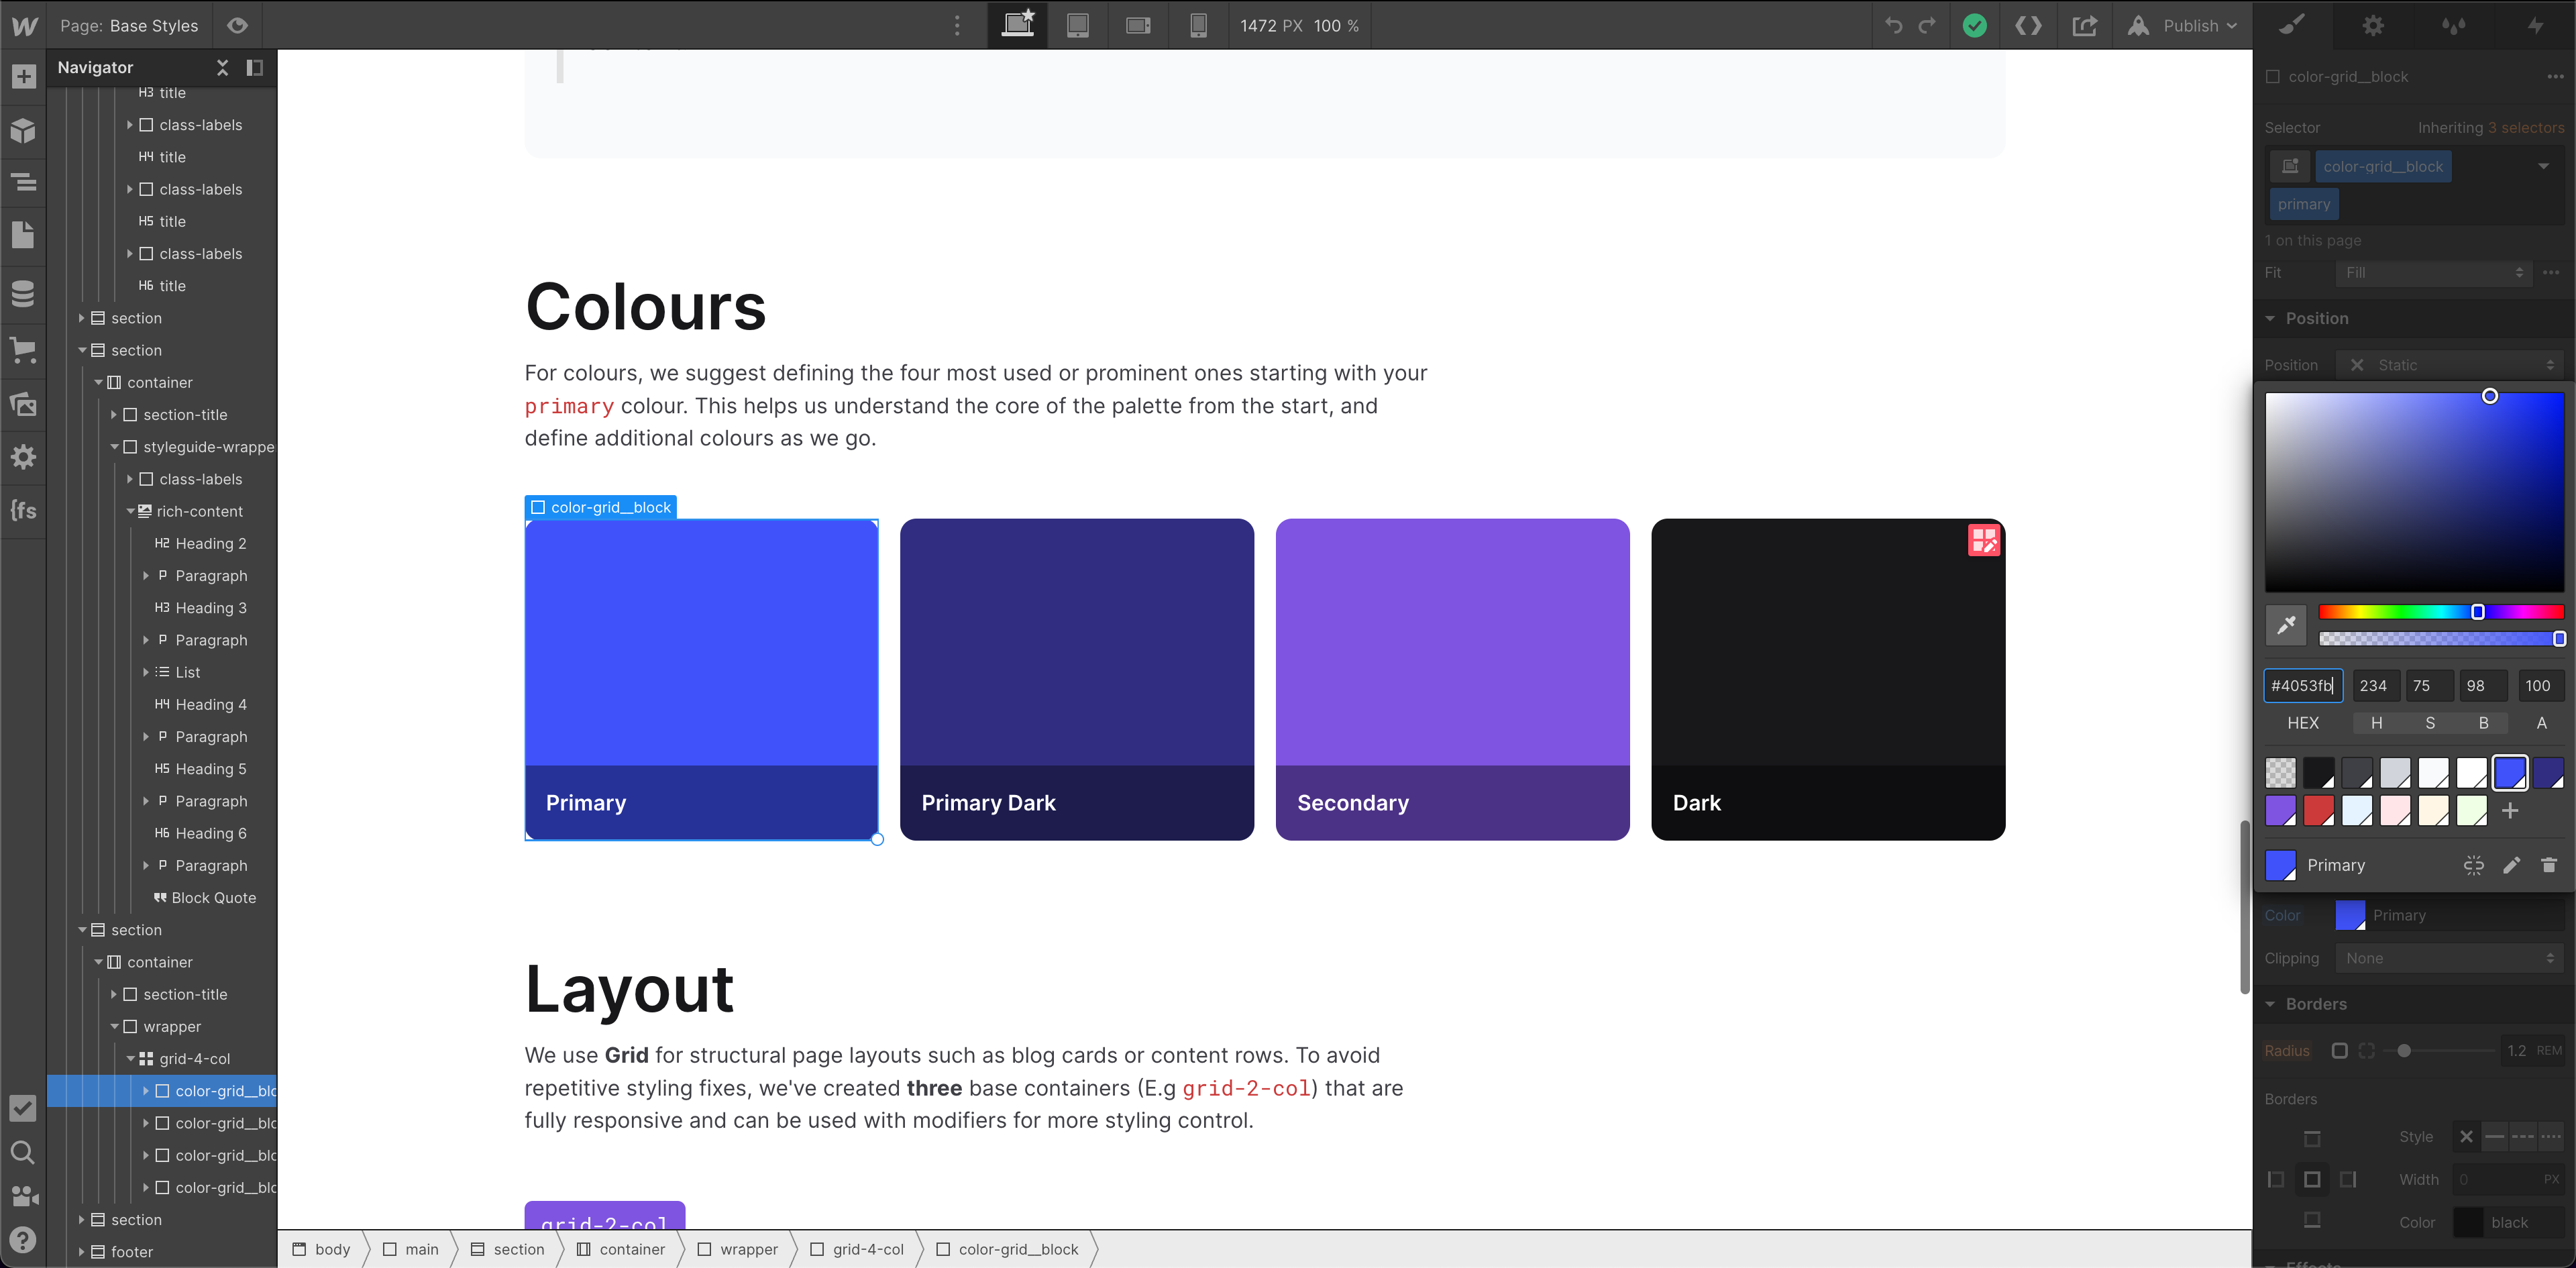 Page: Base Styles
1472 PX 100 %
Publish
Navigator
H3 title
class-labels
H4 title
class-labels
H5 title
class-labels
H6 title
section
section
container
section-title
styleguide-wrappe
class-labels
rich-content
H2 Heading 2
P Paragraph
H3 Heading 3
P Paragraph
List
H4 Heading 4
P Paragraph
H5 Heading 5
P Paragraph
H6 Heading 6
P Paragraph
Block Quote
section
container
section-title
wrapper
grid-4-col
color-grid__blo
color-grid__blo
color-grid__blo
color-grid__blo
section
footer
{fs
Colours
For colours, we suggest defining the four most used or prominent ones starting with your
primary colour. This helps us understand the core of the palette from the start, and
define additional colours as we go.
color-grid__block
Primary
Primary Dark
Secondary
Dark
Layout
We use Grid for structural page layouts such as blog cards or content rows. To avoid
repetitive styling fixes, we've created three base containers (E.g grid-2-col) that are
fully responsive and can be used with modifiers for more styling control.
grid-2-col
body
main
section
container
wrapper
grid-4-col
color-grid__block
color-grid__block
Selector
Inheriting 3 selectors
color-grid__block
primary
1 on this page
Fit
Fill
Position
Position
Static
#4053fb
234
75
98
100
HEX
H
S
B
A
Primary
Color
Primary
Clipping
None
Borders
Radius
1.2 REM
Borders
Style
Width
0 PX
Color
black
Effects